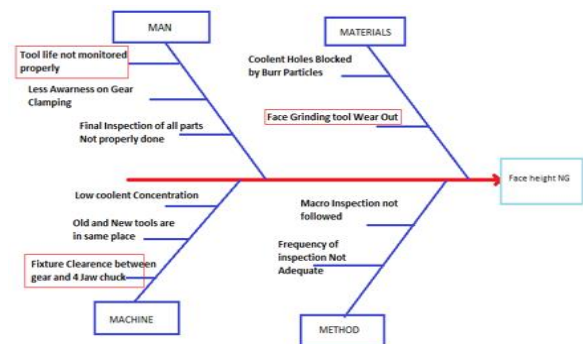 MAN
MATERIALS
Tool life not monitored
properly
Less Awarness on Gear
Clamping
Final Inspection of all parts
Not properly done
Coolent Holes Blocked
by Burr Particles
Face Grinding tool Wear Out
Face height NG
Low coolent Concentration
Old and New tools are
in same place
Fixture Clearence between
gear and 4 Jaw chuck
Macro Inspection not
followed
Frequency of
inspection Not
Adequate
MACHINE
METHOD